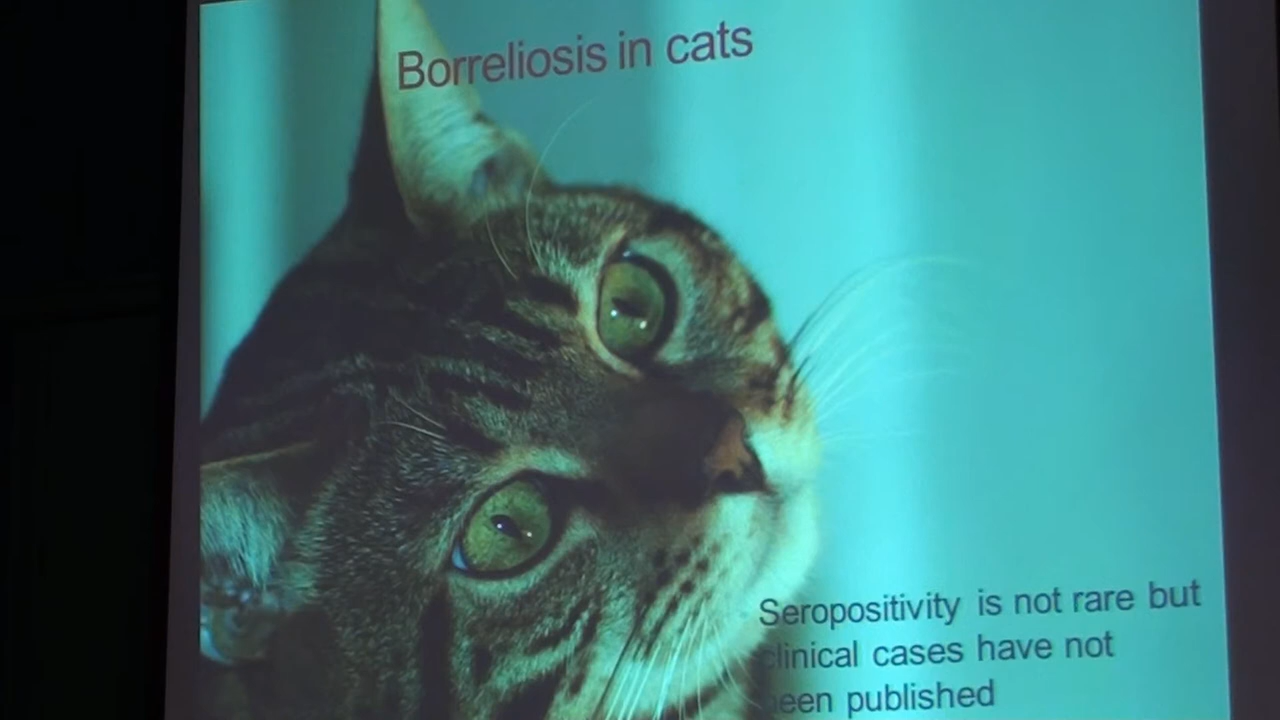 Borreliosis in cats
Seropositivity is not rare but
clinical cases have not
been published